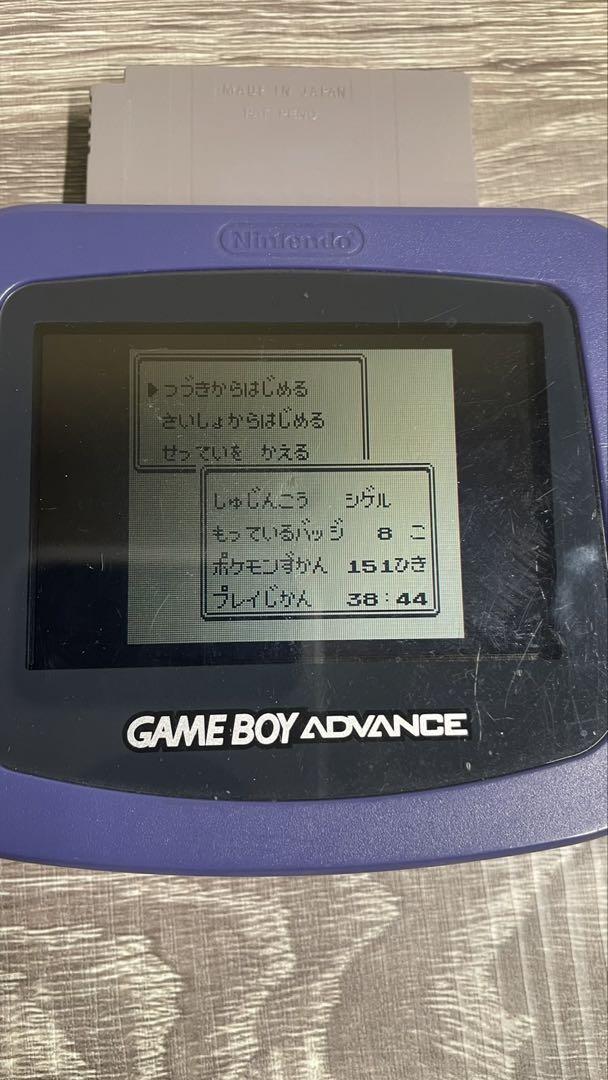 MADE IN JAPAN
PAT. PEND
Nintendo
▶つづきからはじめる
さいしょからはじめる
せっていを かえる
しゅじんこう シゲル
もっているバッジ 8 こ
ポケモンずかん 151ひき
プレイじかん 38:44
GAME BOY ADVANCE